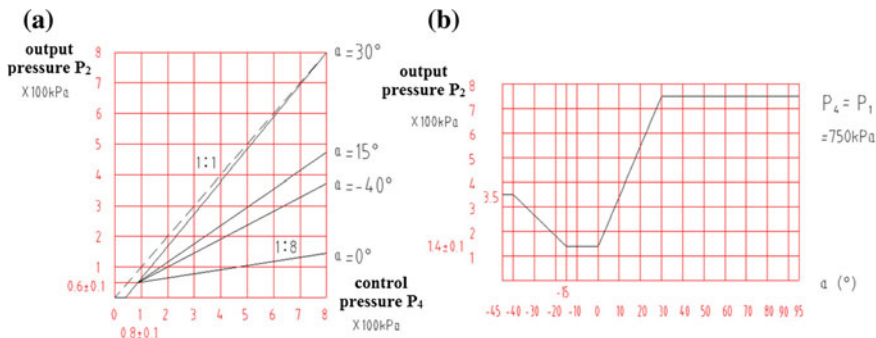 (a)
output
pressure P2
X100kPa
8
7
6
5
4
3
2
1
0.6±0.1
0 1 2 3 4 5 6 7 8
0.8±0.1
1:1
1:8
α=30°
α=15°
α=-40°
α=0°
control
pressure P4
X100kPa
(b)
output
pressure P2
X100kPa
8
7
6
5
4
3.5
3
2
1.4±0.1
1
-15
-45 -40 -30 -20 -10 0 10 20 30 40 50 60 70 80 90 95
P4 = P1
=750kPa
α (°)